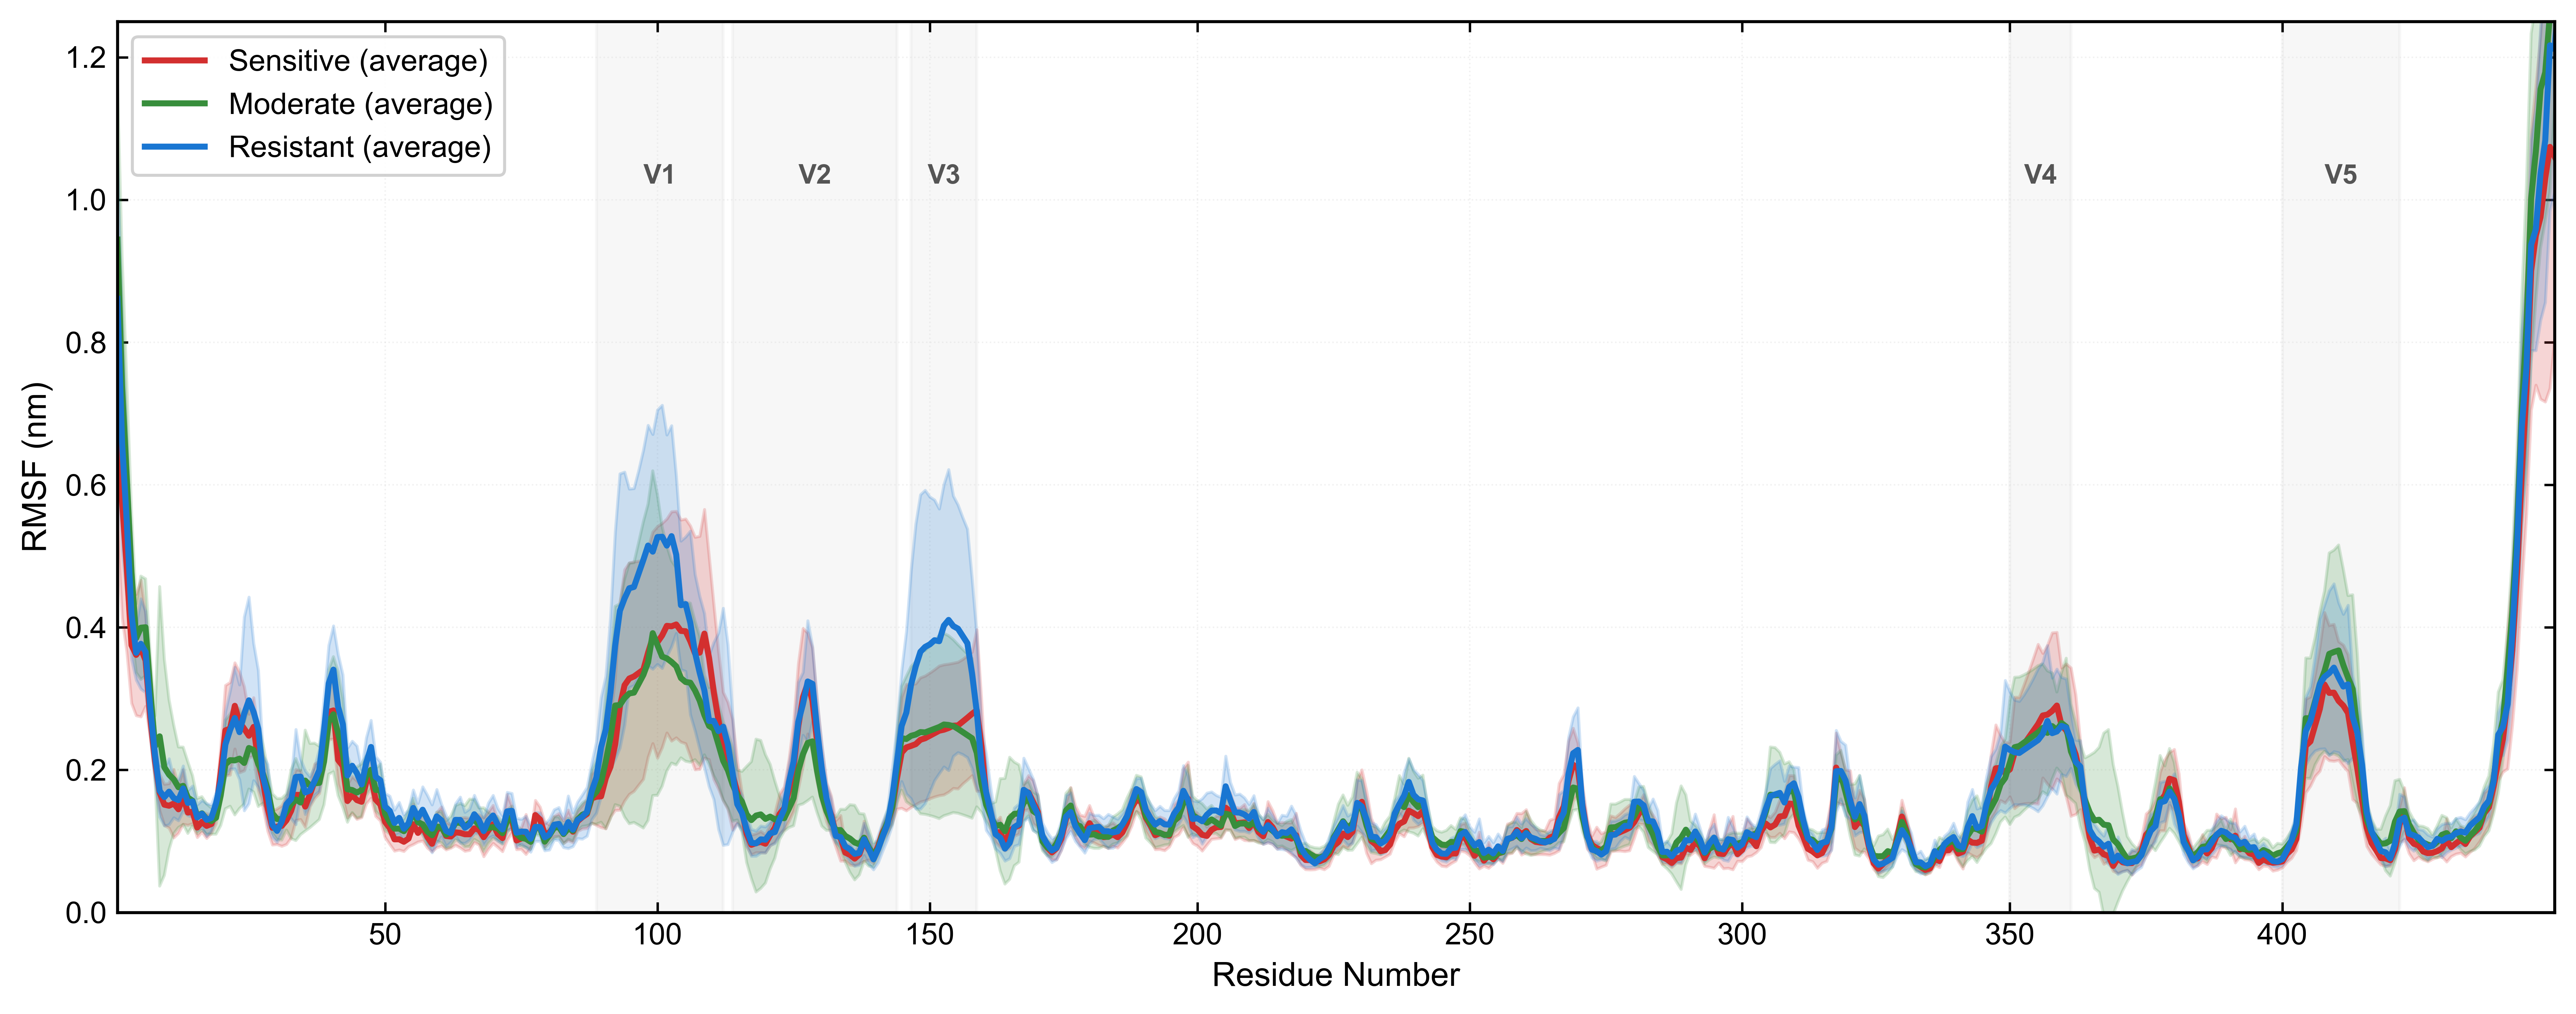 Sensitive (average)
Moderate (average)
Resistant (average)
V1
V2
V3
V4
V5
1.2
1.0
0.8
0.6
0.4
0.2
0.0
RMSF (nm)
50
100
150
200
250
300
350
400
Residue Number